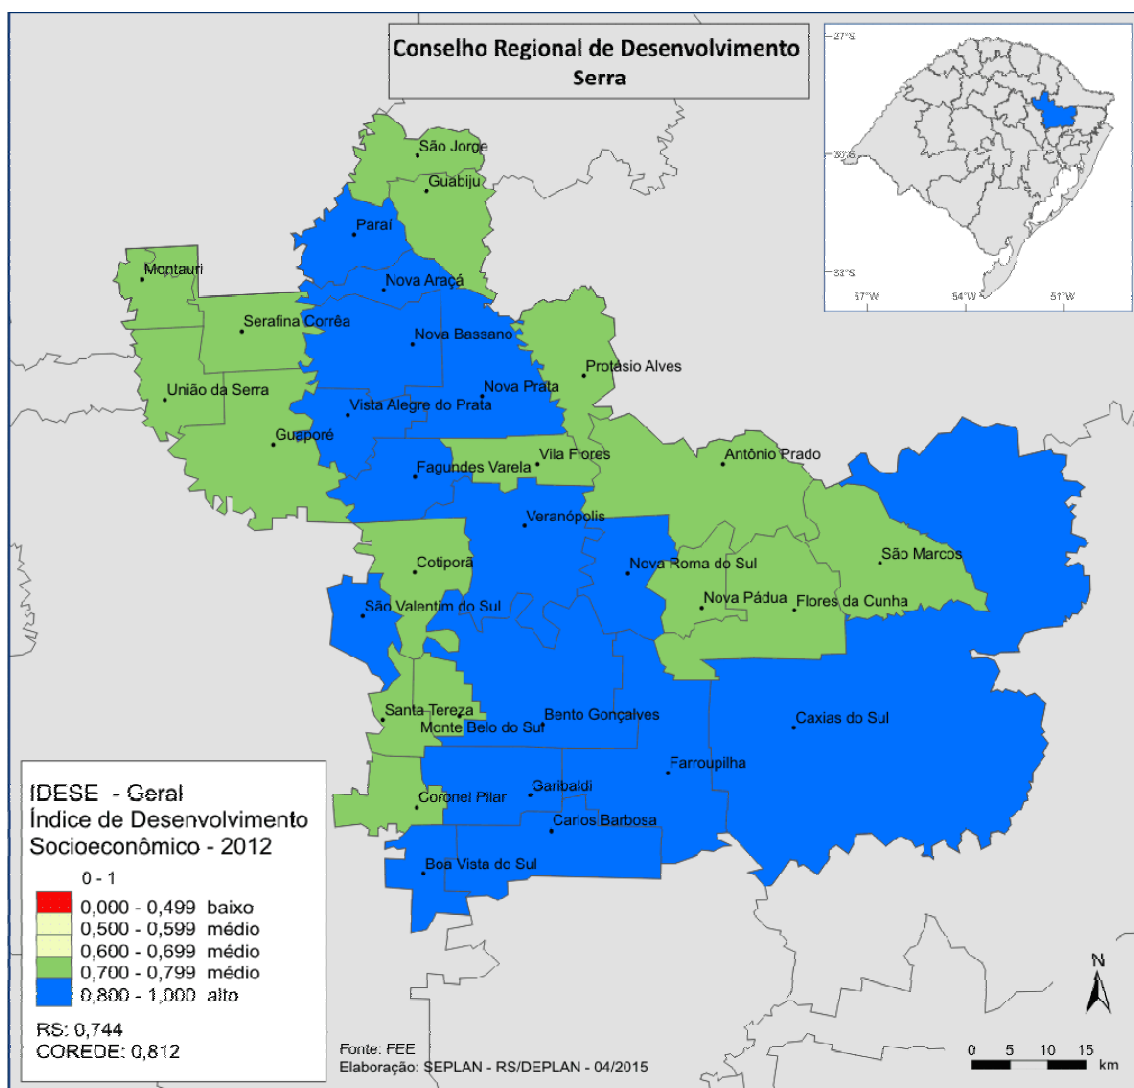 Conselho Regional de Desenvolvimento
Serra
27°S
30°S
33°S
57°W
54°W
51°W
São Jorge
Guabiju
Paraí
Montauri
Nova Araçá
Serafina Corrêa
Nova Bassano
Protásio Alves
União da Serra
Nova Prata
Vista Alegre do Prata
Guaporé
Vila Flores
Antônio Prado
Fagundes Varela
Veranópolis
São Marcos
Cotiporã
Nova Roma do Sul
São Valentim do Sul
Nova Pádua
Flores da Cunha
Santa Tereza
Monte Belo do Sul
Bento Gonçalves
Caxias do Sul
Farroupilha
Garibaldi
Coronel Pilar
Carlos Barbosa
Boa Vista do Sul
IDESE - Geral
Índice de Desenvolvimento
Socioeconômico - 2012
0 - 1
0,000 - 0,499 baixo
0,500 - 0,599 médio
0,600 - 0,699 médio
0,700 - 0,799 médio
0,800 - 1,000 alto
RS: 0,744
COREDE: 0,812
Fonte: FEE
Elaboração: SEPLAN - RS/DEPLAN - 04/2015
N
0 5 10 15
km